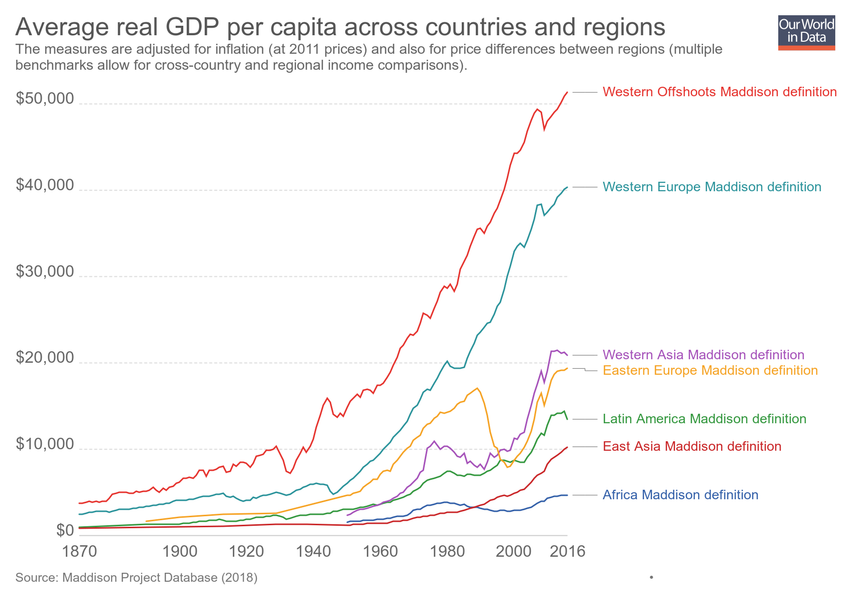 Average real GDP per capita across countries and regions
Our World
in Data
The measures are adjusted for inflation (at 2011 prices) and also for price differences between regions (multiple
benchmarks allow for cross-country and regional income comparisons).
$50,000
Western Offshoots Maddison definition
$40,000
Western Europe Maddison definition
$30,000
$20,000
Western Asia Maddison definition
Eastern Europe Maddison definition
Latin America Maddison definition
$10,000
East Asia Maddison definition
Africa Maddison definition
$0
1870 1900 1920 1940 1960 1980 2000 2016
Source: Maddison Project Database (2018)